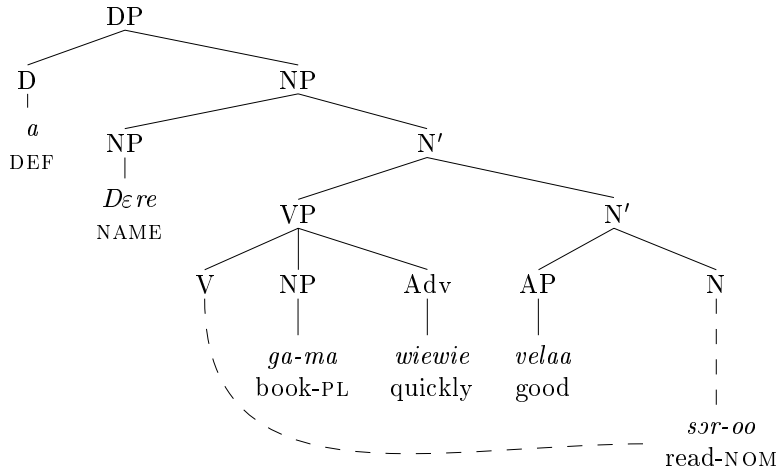 DP
D NP
a
DEF
NP N′
Dɛre
NAME
VP N′
V NP Adv AP N
ga-ma wiewie velaa
book-PL quickly good
sɔr-oo
read-NOM